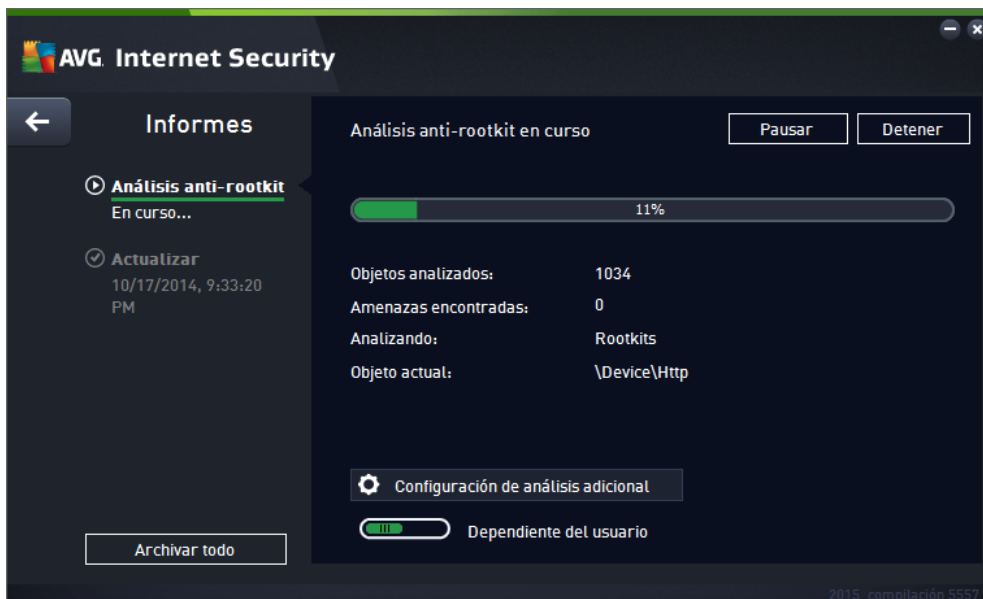 AVG. Internet Security
Informes
Análisis anti-rootkit
En curso...
Actualizar
10/17/2014, 9:33:20
PM
Archivar todo
Análisis anti-rootkit en curso
Pausar
Detener
11%
Objetos analizados: 1034
Amenazas encontradas: 0
Analizando: Rootkits
Objeto actual: \Device\Http
Configuración de análisis adicional
Dependiente del usuario
2015 compilación 5557